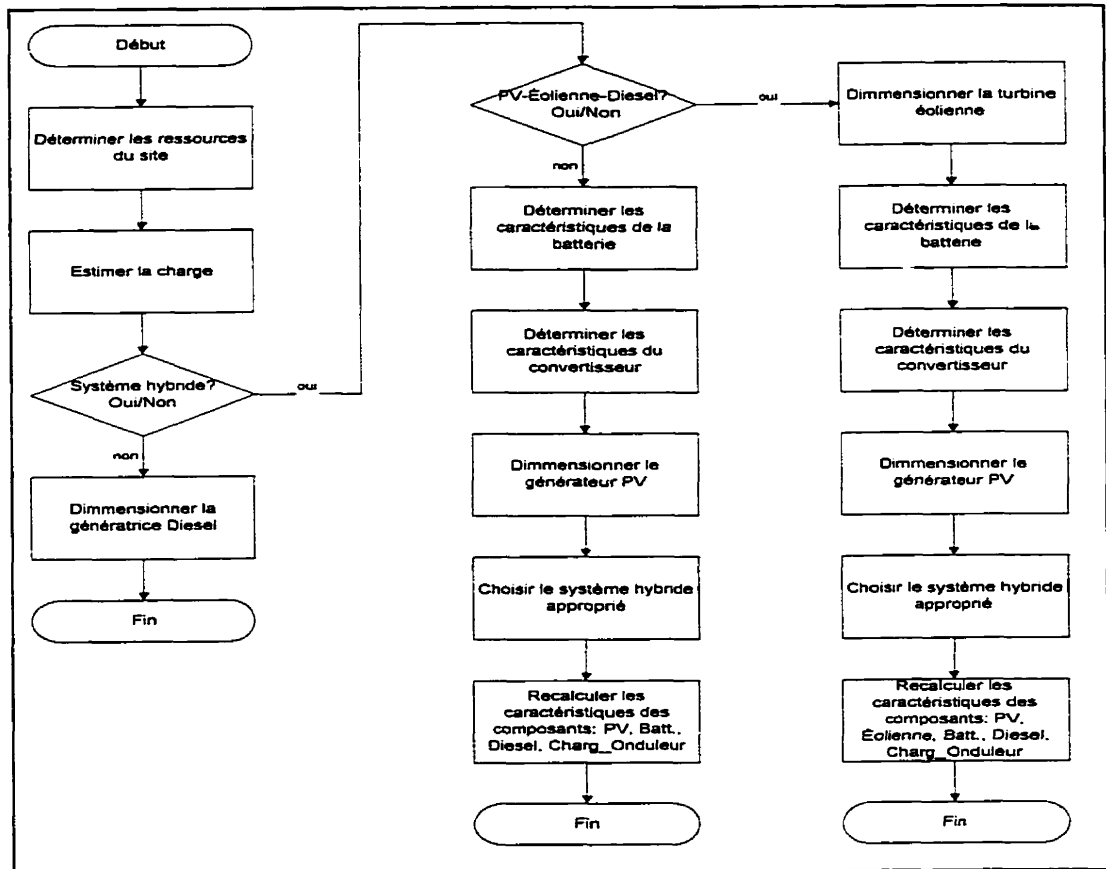 Début
Déterminer les ressources
du site
Estimer la charge
Système hybride?
Oui/Non
oui
non
Dimmensionner la
génératrice Diesel
Fin
PV-Éolienne-Diesel?
Oui/Non
oui
non
Déterminer les
caractéristiques de la
batterie
Déterminer les
caractéristiques du
convertisseur
Dimmensionner le
générateur PV
Choisir le système hybride
approprié
Recalculer les
caractéristiques des
composants: PV, Batt.,
Diesel, Charg_Onduleur
Fin
Dimmensionner la turbine
éolienne
Déterminer les
caractéristiques de la
batterie
Déterminer les
caractéristiques du
convertisseur
Dimmensionner le
générateur PV
Choisir le système hybride
approprié
Recalculer les
caractéristiques des
composants: PV,
Éolienne, Batt., Diesel,
Charg_Onduleur
Fin